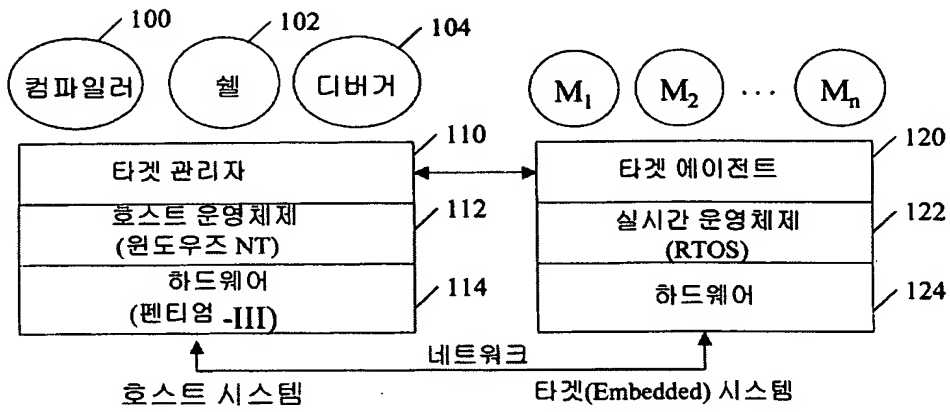 100 102 104
컴파일러 쉘 디버거 M1 M2 ... Mn
110 120
타겟 관리자 타겟 에이전트
112 122
호스트 운영체제 실시간 운영체제
(윈도우즈 NT) (RTOS)
114 124
하드웨어 하드웨어
(펜티엄 -III)
네트워크
호스트 시스템 타겟(Embedded) 시스템